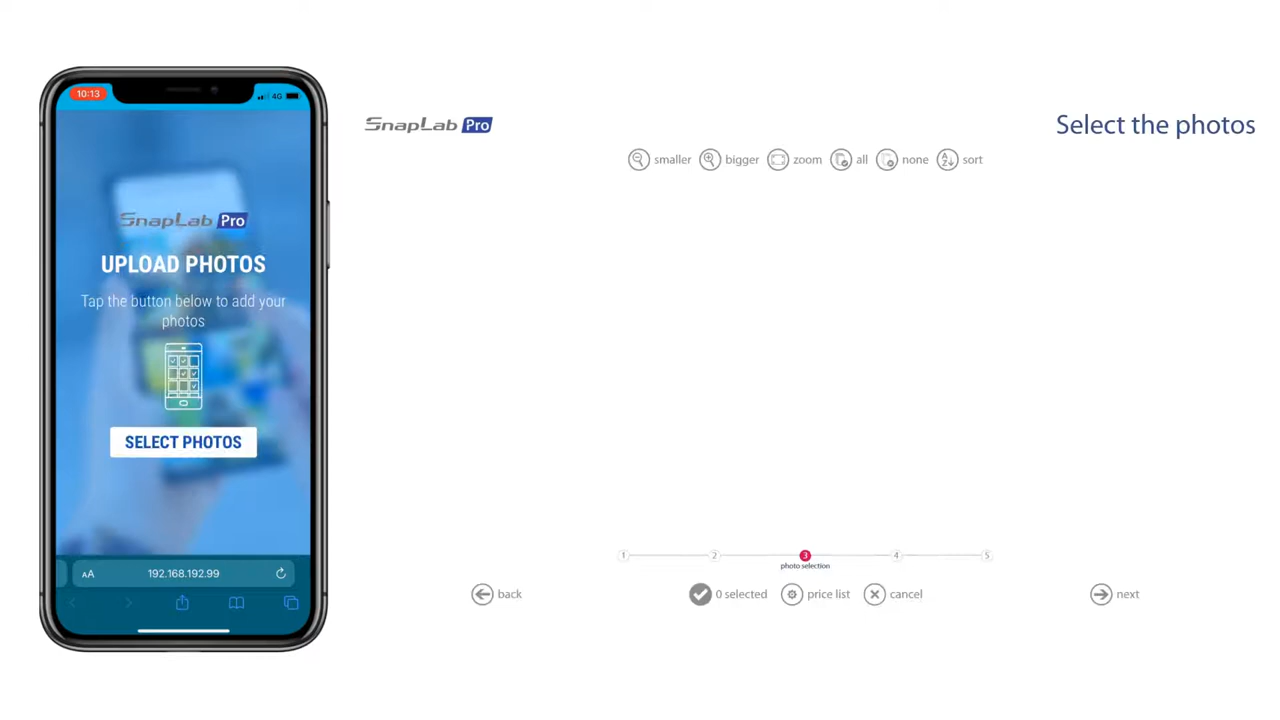 10:13
4G
SnapLab Pro
UPLOAD PHOTOS
Tap the button below to add your
photos
SELECT PHOTOS
AA
192.168.192.99
SnapLab Pro
Select the photos
smaller
bigger
zoom
all
none
A
Z
sort
1
2
3
4
5
photo selection
back
0 selected
price list
cancel
next